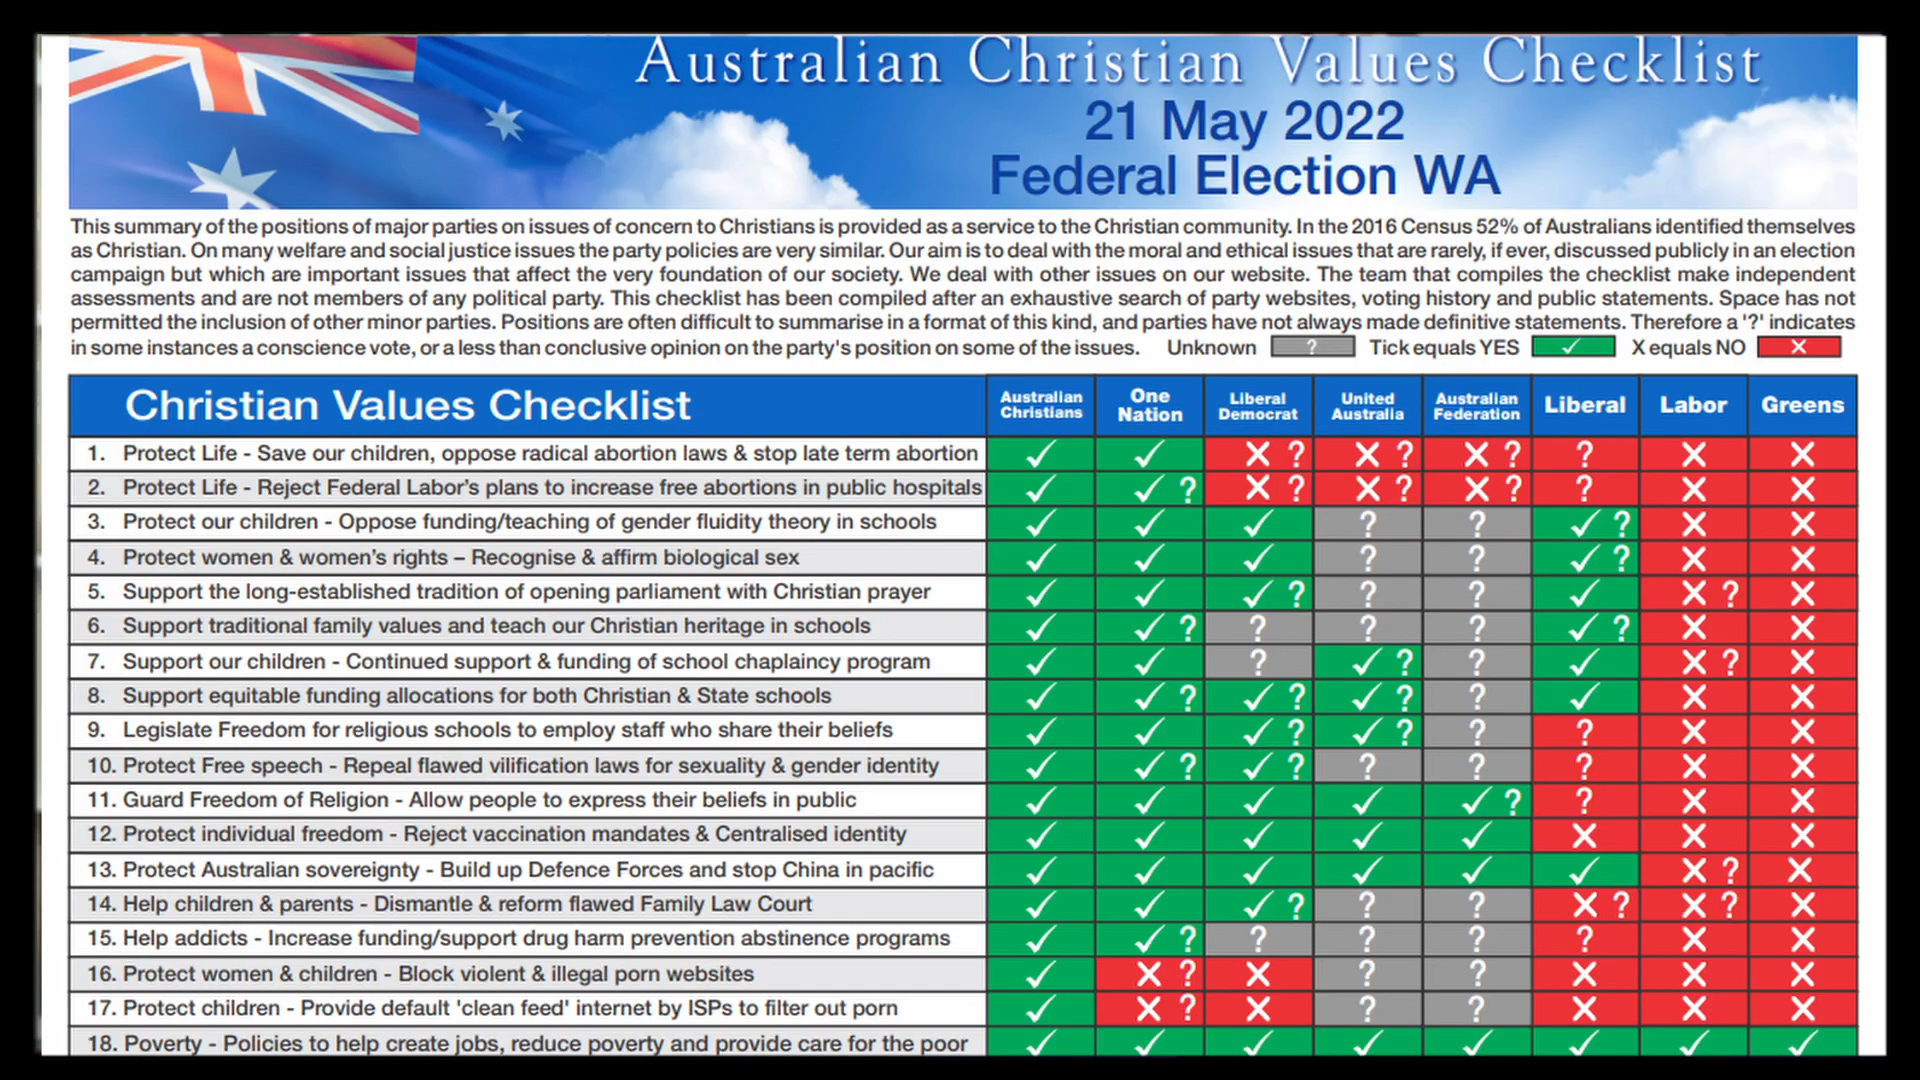 Australian Christian Values Checklist
21 May 2022
Federal Election WA
This summary of the positions of major parties on issues of concern to Christians is provided as a service to the Christian community. In the 2016 Census 52% of Australians identified themselves
as Christian. On many welfare and social justice issues the party policies are very similar. Our aim is to deal with the moral and ethical issues that are rarely, if ever, discussed publicly in an election
campaign but which are important issues that affect the very foundation of our society. We deal with other issues on our website. The team that compiles the checklist make independent
assessments and are not members of any political party. This checklist has been compiled after an exhaustive search of party websites, voting history and public statements. Space has not
permitted the inclusion of other minor parties. Positions are often difficult to summarise in a format of this kind, and parties have not always made definitive statements. Therefore a '?' indicates
in some instances a conscience vote, or a less than conclusive opinion on the party's position on some of the issues. Unknown ? Tick equals YES ✓ X equals NO ✕
Christian Values Checklist Australian Christians One Nation Liberal Democrat United Australia Australian Federation Liberal Labor Greens
1. Protect Life - Save our children, oppose radical abortion laws & stop late term abortion ✓ ✓ ✕ ? ✕ ? ✕ ? ? ✕ ✕
2. Protect Life - Reject Federal Labor's plans to increase free abortions in public hospitals ✓ ✓ ? ✕ ? ✕ ? ✕ ? ? ✕ ✕
3. Protect our children - Oppose funding/teaching of gender fluidity theory in schools ✓ ✓ ✓ ? ? ✓ ? ✕ ✕
4. Protect women & women's rights – Recognise & affirm biological sex ✓ ✓ ✓ ? ? ✓ ? ✕ ✕
5. Support the long-established tradition of opening parliament with Christian prayer ✓ ✓ ✓ ? ? ? ✓ ✕ ? ✕
6. Support traditional family values and teach our Christian heritage in schools ✓ ✓ ? ? ? ? ✓ ? ✕ ✕
7. Support our children - Continued support & funding of school chaplaincy program ✓ ✓ ? ✓ ? ? ✓ ✕ ? ✕
8. Support equitable funding allocations for both Christian & State schools ✓ ✓ ? ✓ ? ✓ ? ? ✓ ✕ ✕
9. Legislate Freedom for religious schools to employ staff who share their beliefs ✓ ✓ ✓ ? ✓ ? ? ? ✕ ✕
10. Protect Free speech - Repeal flawed vilification laws for sexuality & gender identity ✓ ✓ ? ✓ ? ? ? ? ✕ ✕
11. Guard Freedom of Religion - Allow people to express their beliefs in public ✓ ✓ ✓ ✓ ✓ ? ? ✕ ✕
12. Protect individual freedom - Reject vaccination mandates & Centralised identity ✓ ✓ ✓ ✓ ✓ ✕ ✕ ✕
13. Protect Australian sovereignty - Build up Defence Forces and stop China in pacific ✓ ✓ ✓ ✓ ✓ ✓ ✕ ? ✕
14. Help children & parents - Dismantle & reform flawed Family Law Court ✓ ✓ ✓ ? ? ? ✕ ? ✕ ? ✕
15. Help addicts - Increase funding/support drug harm prevention abstinence programs ✓ ✓ ? ? ? ? ? ✕ ✕
16. Protect women & children - Block violent & illegal porn websites ✓ ✕ ? ✕ ? ? ✕ ✕ ✕
17. Protect children - Provide default 'clean feed' internet by ISPs to filter out porn ✓ ✕ ? ✕ ? ? ✕ ✕ ✕
18. Poverty - Policies to help create jobs, reduce poverty and provide care for the poor ✓ ✓ ✓ ✓ ✓ ✓ ✓ ✓